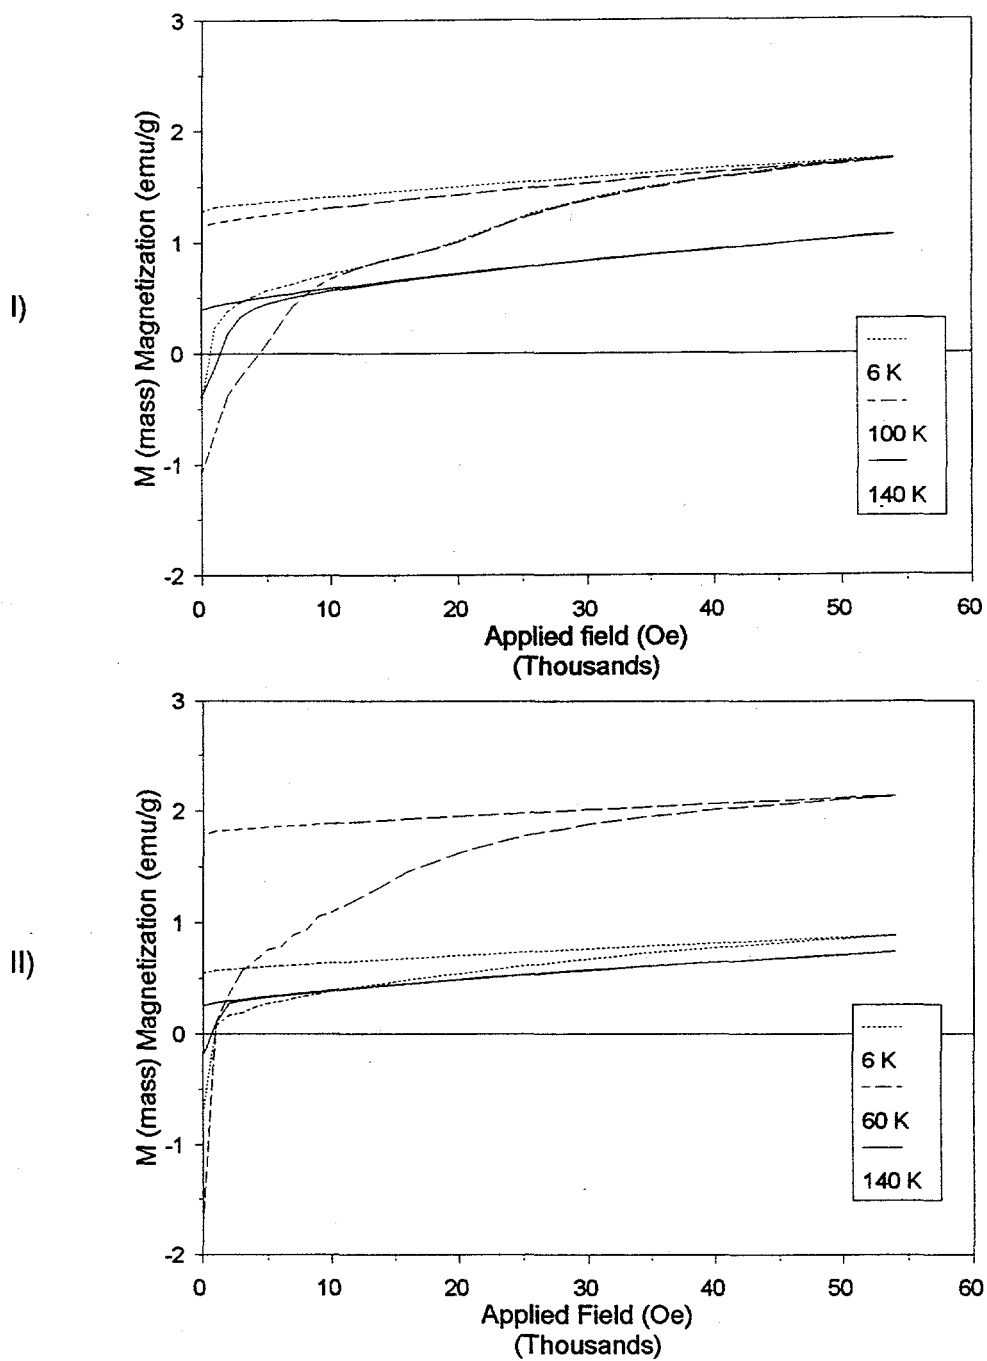 I)
M (mass) Magnetization (emu/g)
3
2
1
0
-1
-2
0 10 20 30 40 50 60
Applied field (Oe)
(Thousands)
6 K
100 K
140 K
II)
M (mass) Magnetization (emu/g)
3
2
1
0
-1
-2
0 10 20 30 40 50 60
Applied Field (Oe)
(Thousands)
6 K
60 K
140 K